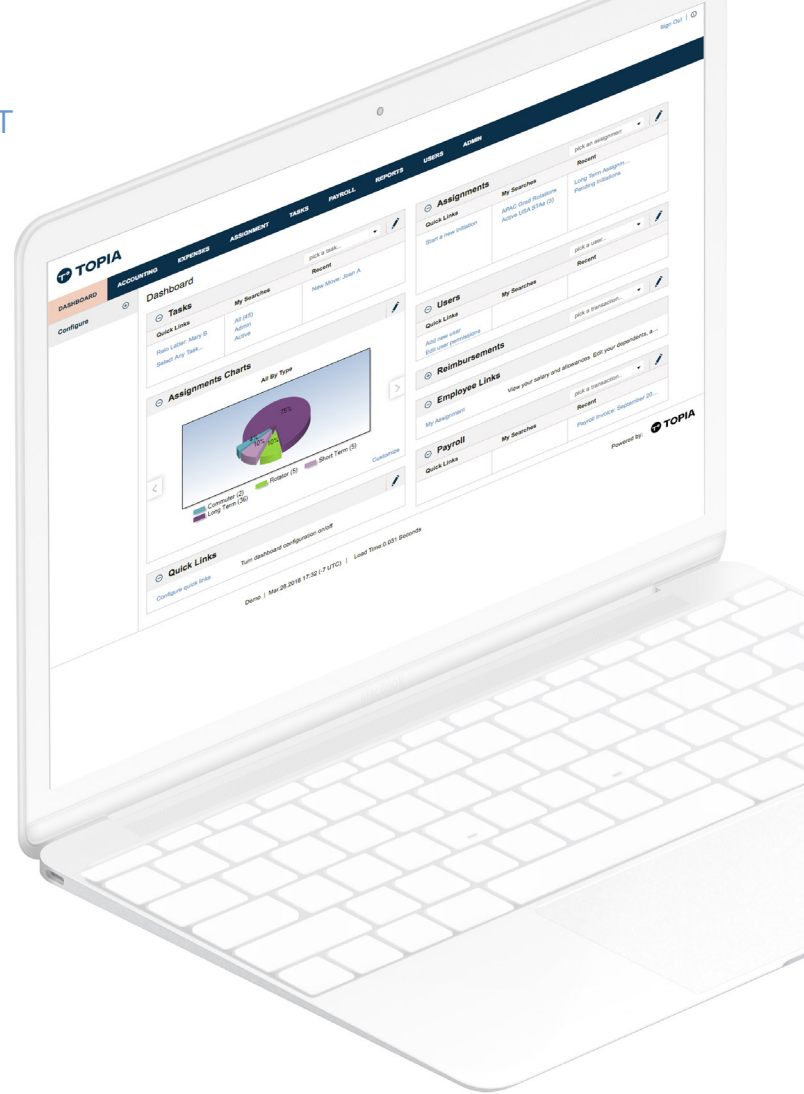 T
Sign Out
TOPIA
DASHBOARD ACCOUNTING EXPENSES ASSIGNMENT TASKS PAYROLL REPORTS USERS ADMIN
Configure
Dashboard
Tasks
pick a task...
Quick Links My Searches Recent
Relo Letter: Mary B All (45) New Move: Joan A
Select Any Task... Admin
Active
Assignments Charts
All By Type
75%
10% 10%
Commuter (2) Rotator (5) Short Term (5)
Long Term (36)
Customize
Quick Links
Configure quick links Turn dashboard configuration on/off
Assignments
pick an assignment
Quick Links My Searches Recent
Start a new initiation APAC Grad Rotations Long Term Assignm...
Active USA STAs (3) Pending Initiations
Users
pick a user...
Quick Links My Searches Recent
Add new user
Edit user permissions
Reimbursements
pick a transaction...
Employee Links
My Assignment View your salary and allowances. Edit your dependents, a...
Payroll
pick a transaction...
Quick Links My Searches Recent
Payroll Invoice: September 20...
Powered by: TOPIA
Demo | Mar.28.2018 17:32 (-7 UTC) | Load Time 0.031 Seconds